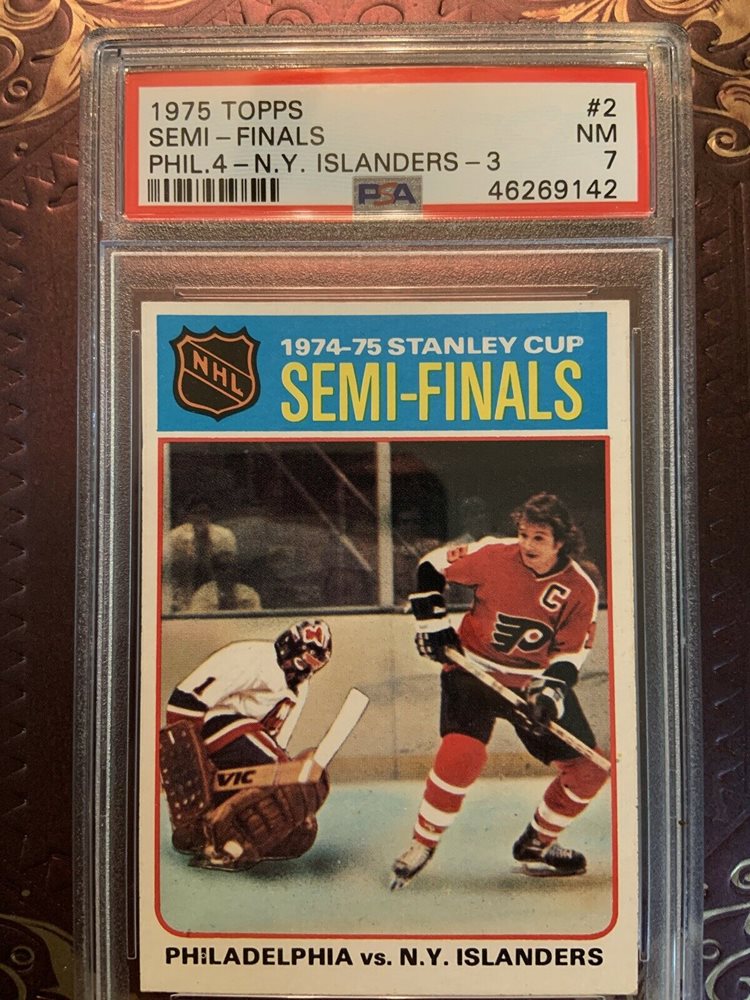 1975 TOPPS #2
SEMI-FINALS NM
PHIL.4-N.Y. ISLANDERS-3 7
PSA 46269142
NHL
1974-75 STANLEY CUP
SEMI-FINALS
C
1
VIC
PHILADELPHIA vs. N.Y. ISLANDERS